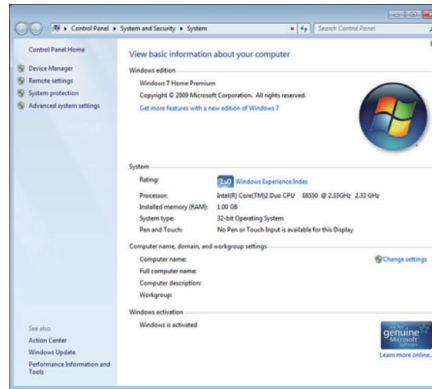 Control Panel ▸ System and Security ▸ System
Search Control Panel
Control Panel Home
Device Manager
Remote settings
System protection
Advanced system settings
View basic information about your computer
Windows edition
Windows 7 Home Premium
Copyright © 2009 Microsoft Corporation. All rights reserved.
Get more features with a new edition of Windows 7
System
Rating:
Windows Experience Index
Processor:
Intel(R) Core(TM)2 Duo CPU E6550 @ 2.33GHz 2.33 GHz
Installed memory (RAM):
1.00 GB
System type:
32-bit Operating System
Pen and Touch:
No Pen or Touch Input is available for this Display
Computer name, domain, and workgroup settings
Computer name:
Change settings
Full computer name:
Computer description:
Workgroup:
Windows activation
Windows is activated
genuine
Microsoft
software
Learn more online...
See also
Action Center
Windows Update
Performance Information and
Tools